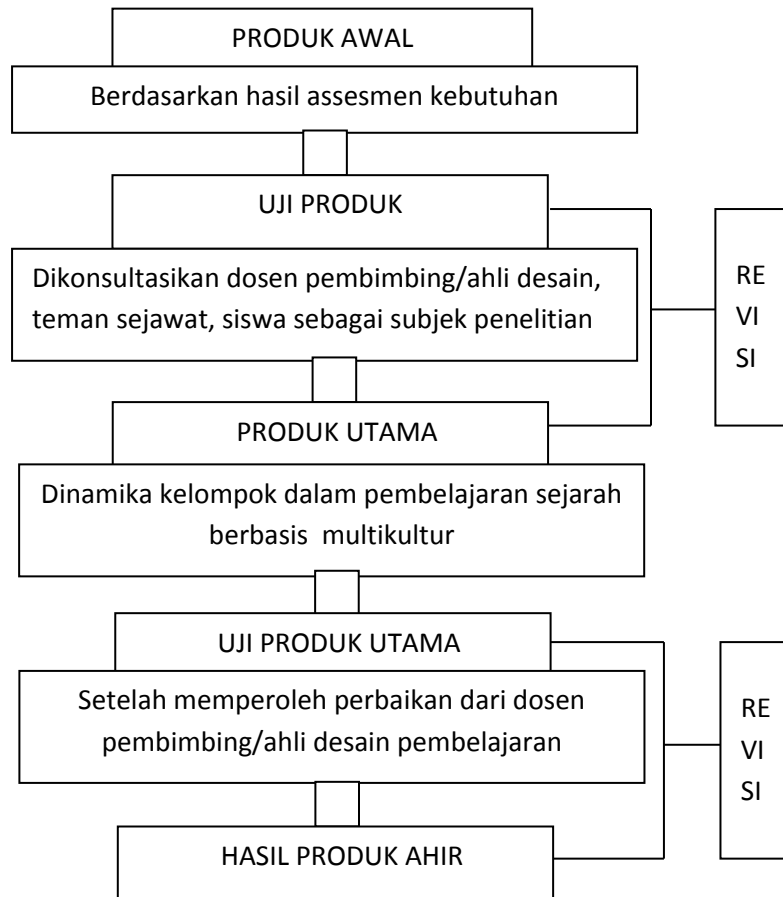 PRODUK AWAL
Berdasarkan hasil assesmen kebutuhan
UJI PRODUK
Dikonsultasikan dosen pembimbing/ahli desain,
teman sejawat, siswa sebagai subjek penelitian
RE
VI
SI
PRODUK UTAMA
Dinamika kelompok dalam pembelajaran sejarah
berbasis multikultur
UJI PRODUK UTAMA
Setelah memperoleh perbaikan dari dosen
pembimbing/ahli desain pembelajaran
RE
VI
SI
HASIL PRODUK AHIR